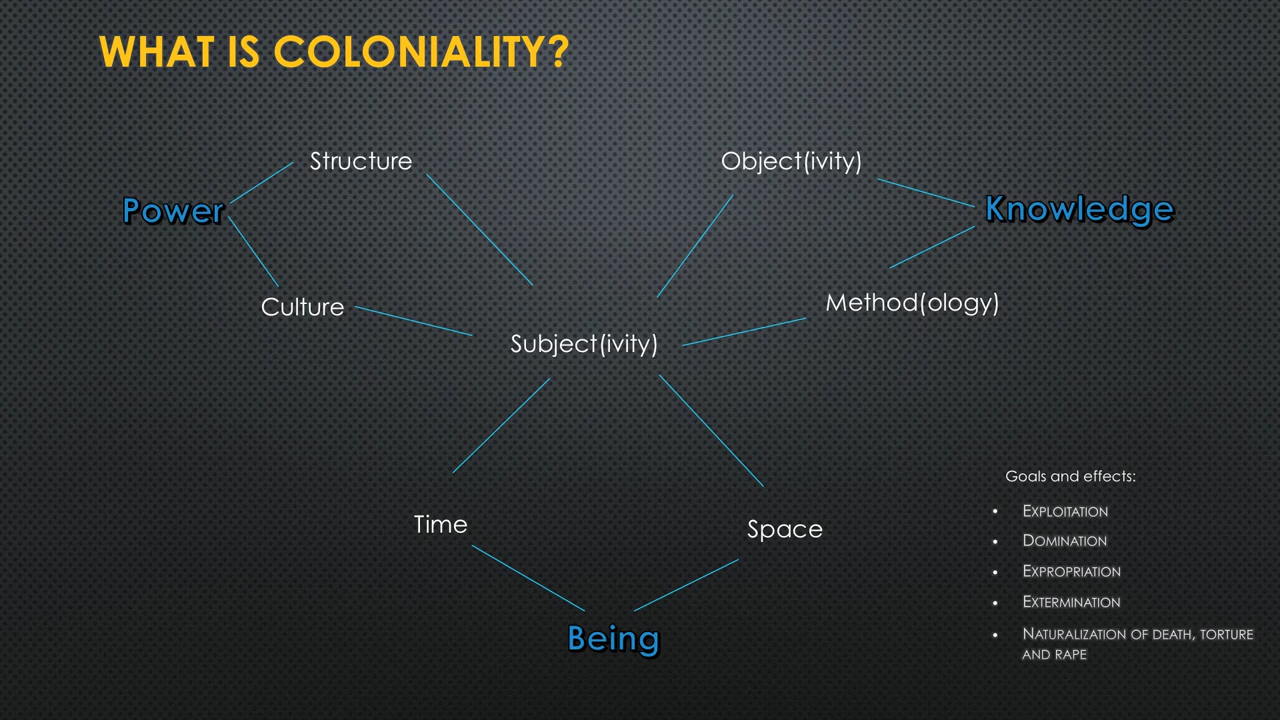 WHAT IS COLONIALITY?
Structure
Object(ivity)
Power
Knowledge
Culture
Method(ology)
Subject(ivity)
Time
Space
Being
Goals and effects:
• EXPLOITATION
• DOMINATION
• EXPROPRIATION
• EXTERMINATION
• NATURALIZATION OF DEATH, TORTURE
AND RAPE